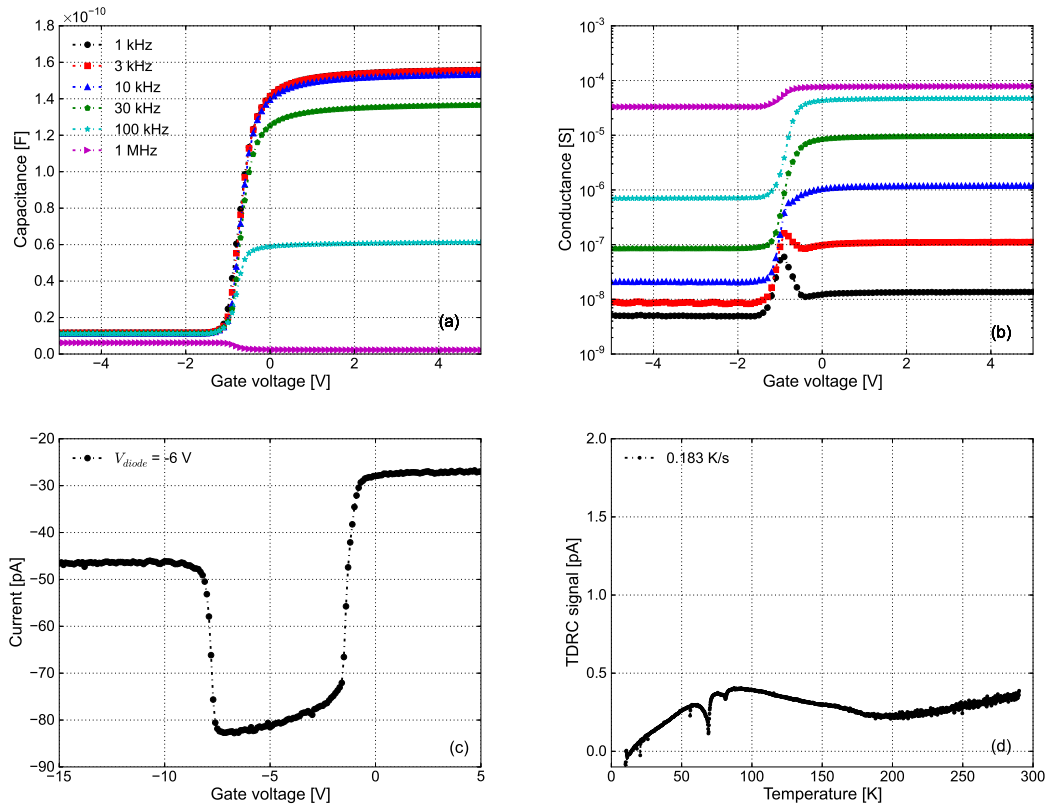 ×10⁻¹⁰
1.8
1.6
1.4
1.2
1.0
0.8
0.6
0.4
0.2
0.0
Capacitance [F]
1 kHz
3 kHz
10 kHz
30 kHz
100 kHz
1 MHz
(a)
−4 −2 0 2 4
Gate voltage [V]
10⁻³
10⁻⁴
10⁻⁵
10⁻⁶
10⁻⁷
10⁻⁸
10⁻⁹
Conductance [S]
(b)
−4 −2 0 2 4
Gate voltage [V]
−20
−30
−40
−50
−60
−70
−80
−90
Current [pA]
V_diode = -6 V
(c)
−15 −10 −5 0 5
Gate voltage [V]
2.0
1.5
1.0
0.5
0.0
TDRC signal [pA]
0.183 K/s
(d)
0 50 100 150 200 250 300
Temperature [K]